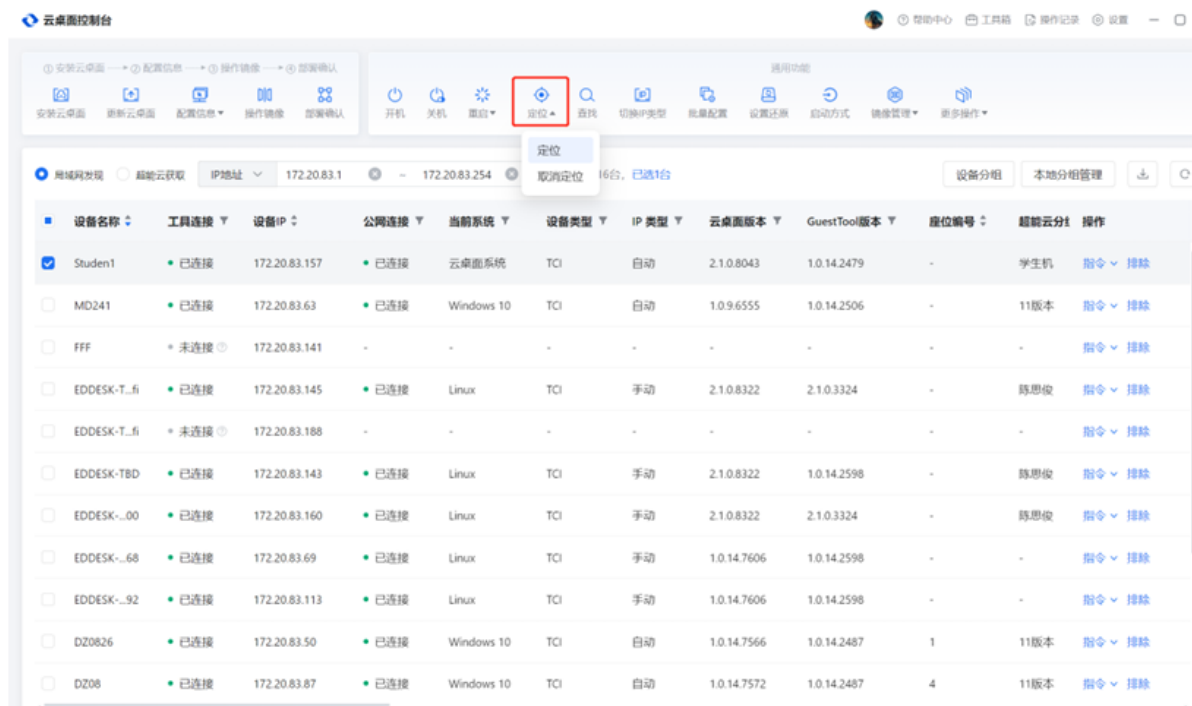 云桌面控制台 帮助中心 工具箱 操作记录 设置
① 安装云桌面 ② 配置信息 ③ 操作镜像 ④ 部署确认 通用功能
安装云桌面 更新云桌面 配置信息 操作镜像 部署确认 开机 关机 重启 定位 查找 切换IP类型 批量配置 设置还原 启动方式 镜像管理 更多操作
定位
取消定位
局域网发现 超能云获取 IP地址 172.20.83.1 - 172.20.83.254 16台, 已选1台 设备分组 本地分组管理
设备名称 工具连接 设备IP 公网连接 当前系统 设备类型 IP 类型 云桌面版本 GuestTool版本 座位编号 超能云分 操作
Studen1 已连接 172.20.83.157 已连接 云桌面系统 TCI 自动 2.1.0.8043 1.0.14.2479 - 学生机 指令 排除
MD241 已连接 172.20.83.63 已连接 Windows 10 TCI 自动 1.0.9.6555 1.0.14.2506 - 11版本 指令 排除
FFF 未连接 172.20.83.141 - - - - - - - - 指令 排除
EDDESK-T...fi 已连接 172.20.83.145 已连接 Linux TCI 手动 2.1.0.8322 2.1.0.3324 - 陈思俊 指令 排除
EDDESK-T...fi 未连接 172.20.83.188 - - - - - - - - 指令 排除
EDDESK-TBD 已连接 172.20.83.143 已连接 Linux TCI 手动 2.1.0.8322 1.0.14.2598 - 陈思俊 指令 排除
EDDESK-...00 已连接 172.20.83.160 已连接 Linux TCI 手动 2.1.0.8322 2.1.0.3324 - 陈思俊 指令 排除
EDDESK-...68 已连接 172.20.83.69 已连接 Linux TCI 手动 1.0.14.7606 1.0.14.2598 - - 指令 排除
EDDESK-...92 已连接 172.20.83.113 已连接 Linux TCI 手动 1.0.14.7606 1.0.14.2598 - - 指令 排除
DZ0826 已连接 172.20.83.50 已连接 Windows 10 TCI 自动 1.0.14.7566 1.0.14.2487 1 11版本 指令 排除
DZ08 已连接 172.20.83.87 已连接 Windows 10 TCI 自动 1.0.14.7572 1.0.14.2487 4 11版本 指令 排除